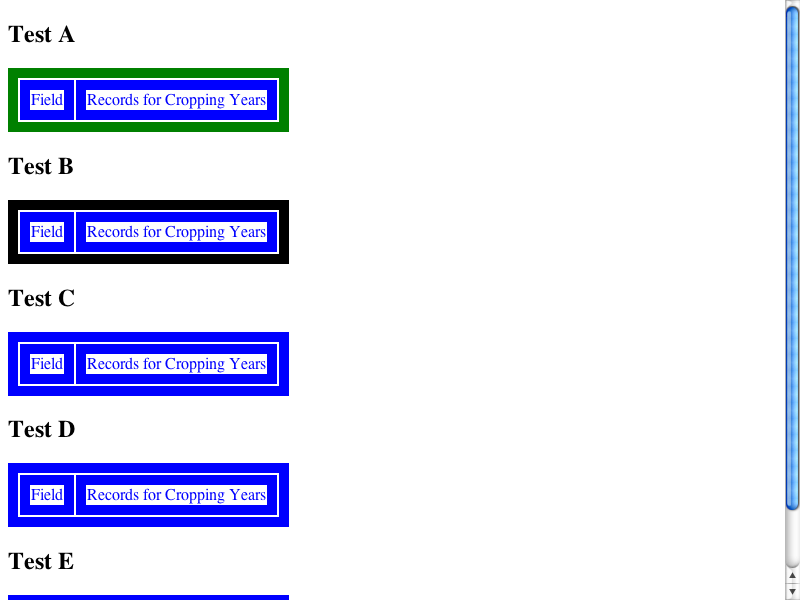 Test A
Field Records for Cropping Years
Test B
Field Records for Cropping Years
Test C
Field Records for Cropping Years
Test D
Field Records for Cropping Years
Test E